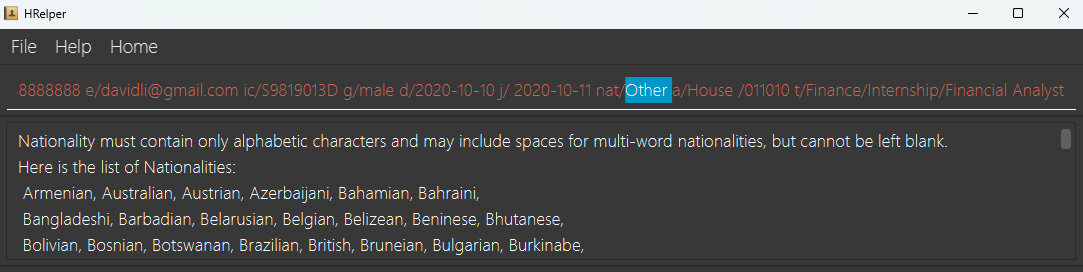 HRelper
File Help Home
8888888 e/davidli@gmail.com ic/S9819013D g/male d/2020-10-10 j/ 2020-10-11 nat/Other a/House /011010 t/Finance/Internship/Financial Analyst
Nationality must contain only alphabetic characters and may include spaces for multi-word nationalities, but cannot be left blank.
Here is the list of Nationalities:
Armenian, Australian, Austrian, Azerbaijani, Bahamian, Bahraini,
Bangladeshi, Barbadian, Belarusian, Belgian, Belizean, Beninese, Bhutanese,
Bolivian, Bosnian, Botswanan, Brazilian, British, Bruneian, Bulgarian, Burkinabe,